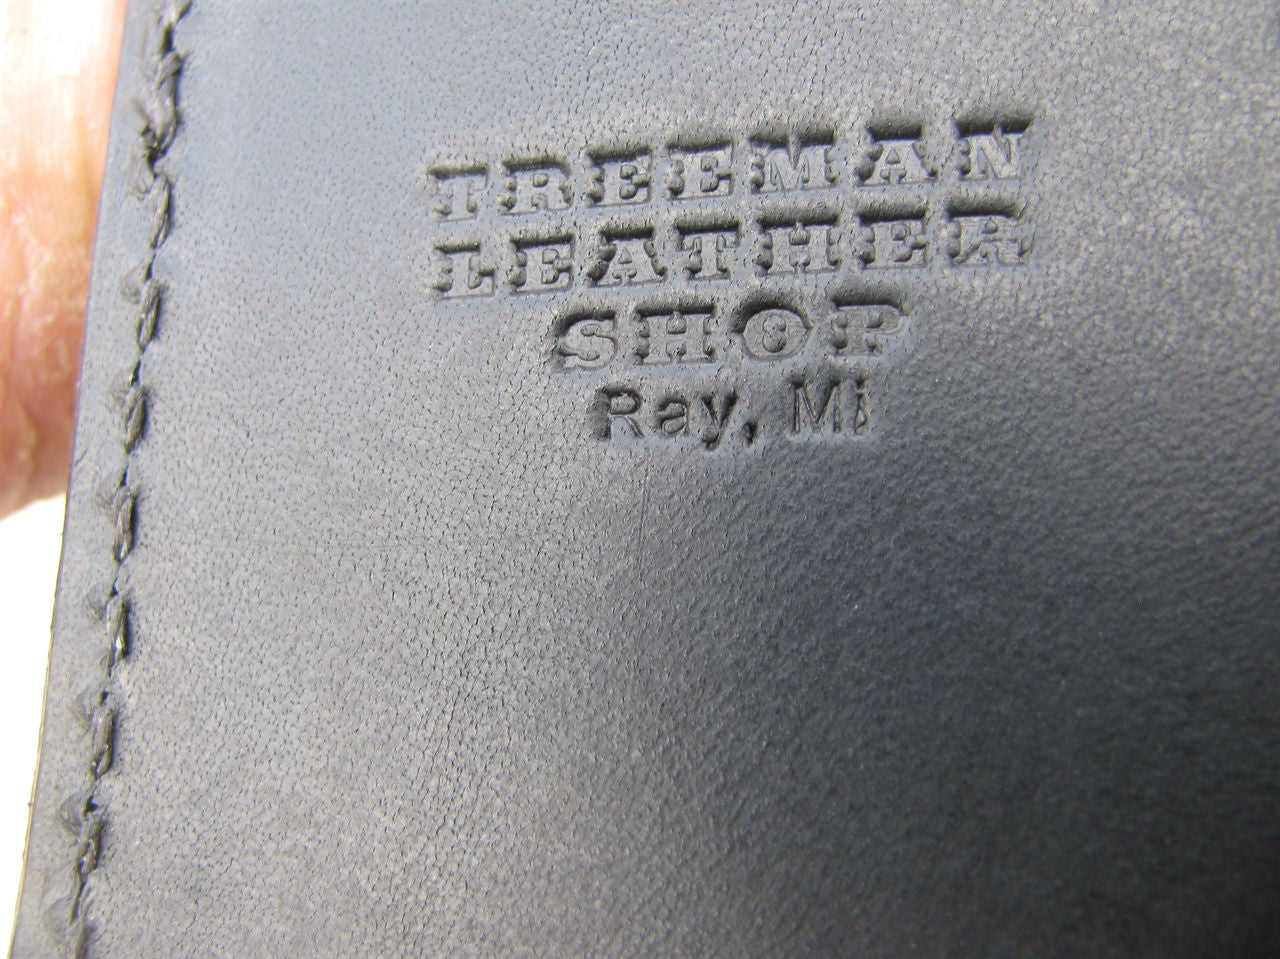 TREEMAN
LEATHER
SHOP
Ray, Mi